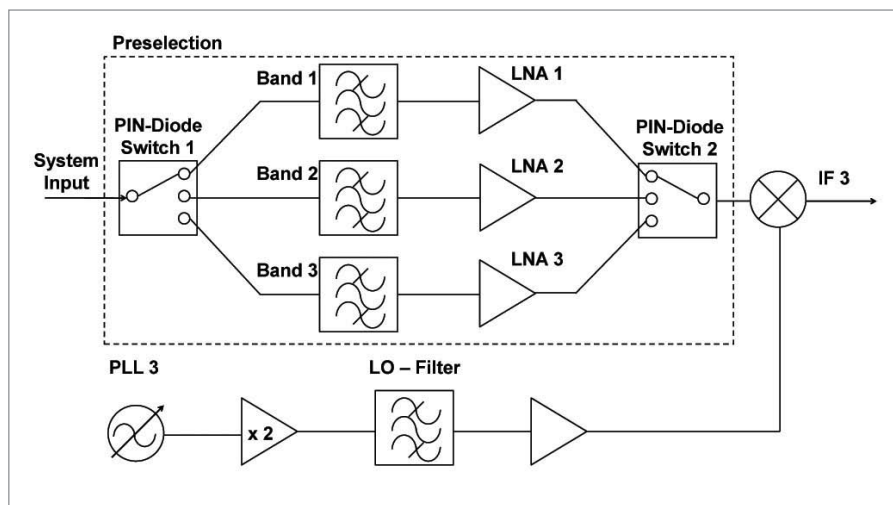 Preselection
Band 1
LNA 1
PIN-Diode
Switch 1
PIN-Diode
Switch 2
System
Input
Band 2
LNA 2
IF 3
Band 3
LNA 3
PLL 3
LO – Filter
x 2